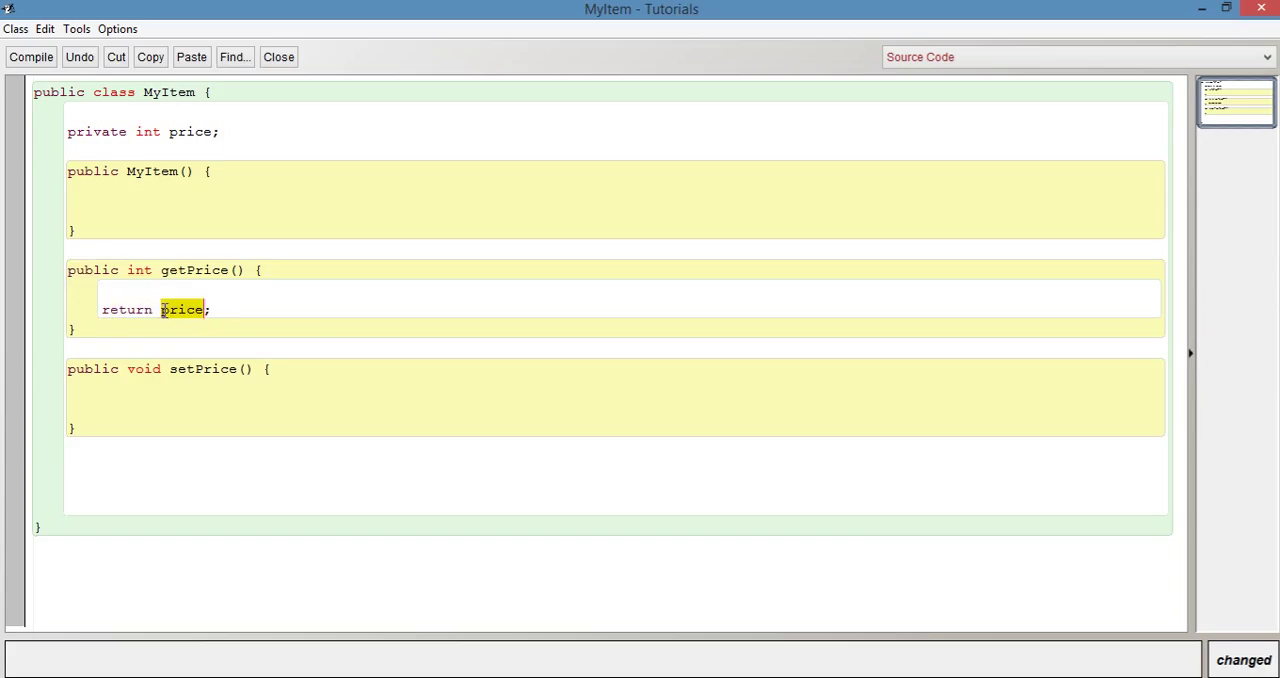 MyItem - Tutorials
Class Edit Tools Options
Compile Undo Cut Copy Paste Find... Close Source Code
public class MyItem {
private int price;
public MyItem() {
}
public int getPrice() {
return price;
}
public void setPrice() {
}
}
changed